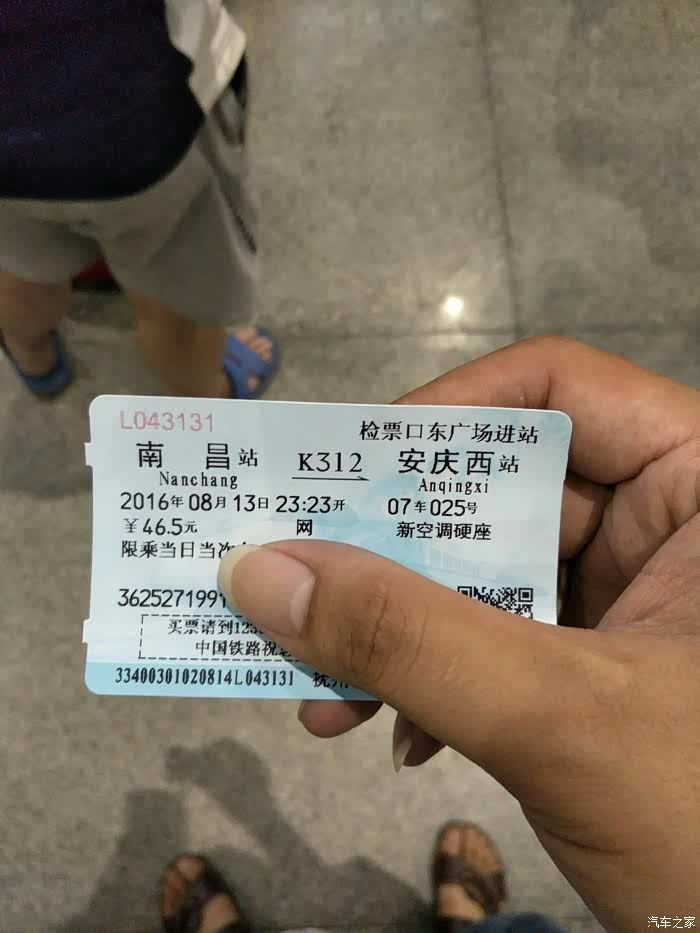 L043131
检票口东广场进站
南昌站 K312 安庆西站
Nanchang Anqingxi
2016年08月13日23:23开 07车025号
￥46.5元 网 新空调硬座
限乘当日当次
3625271991
买票请到123
中国铁路祝
33400301020814L043131 抚州
汽车之家